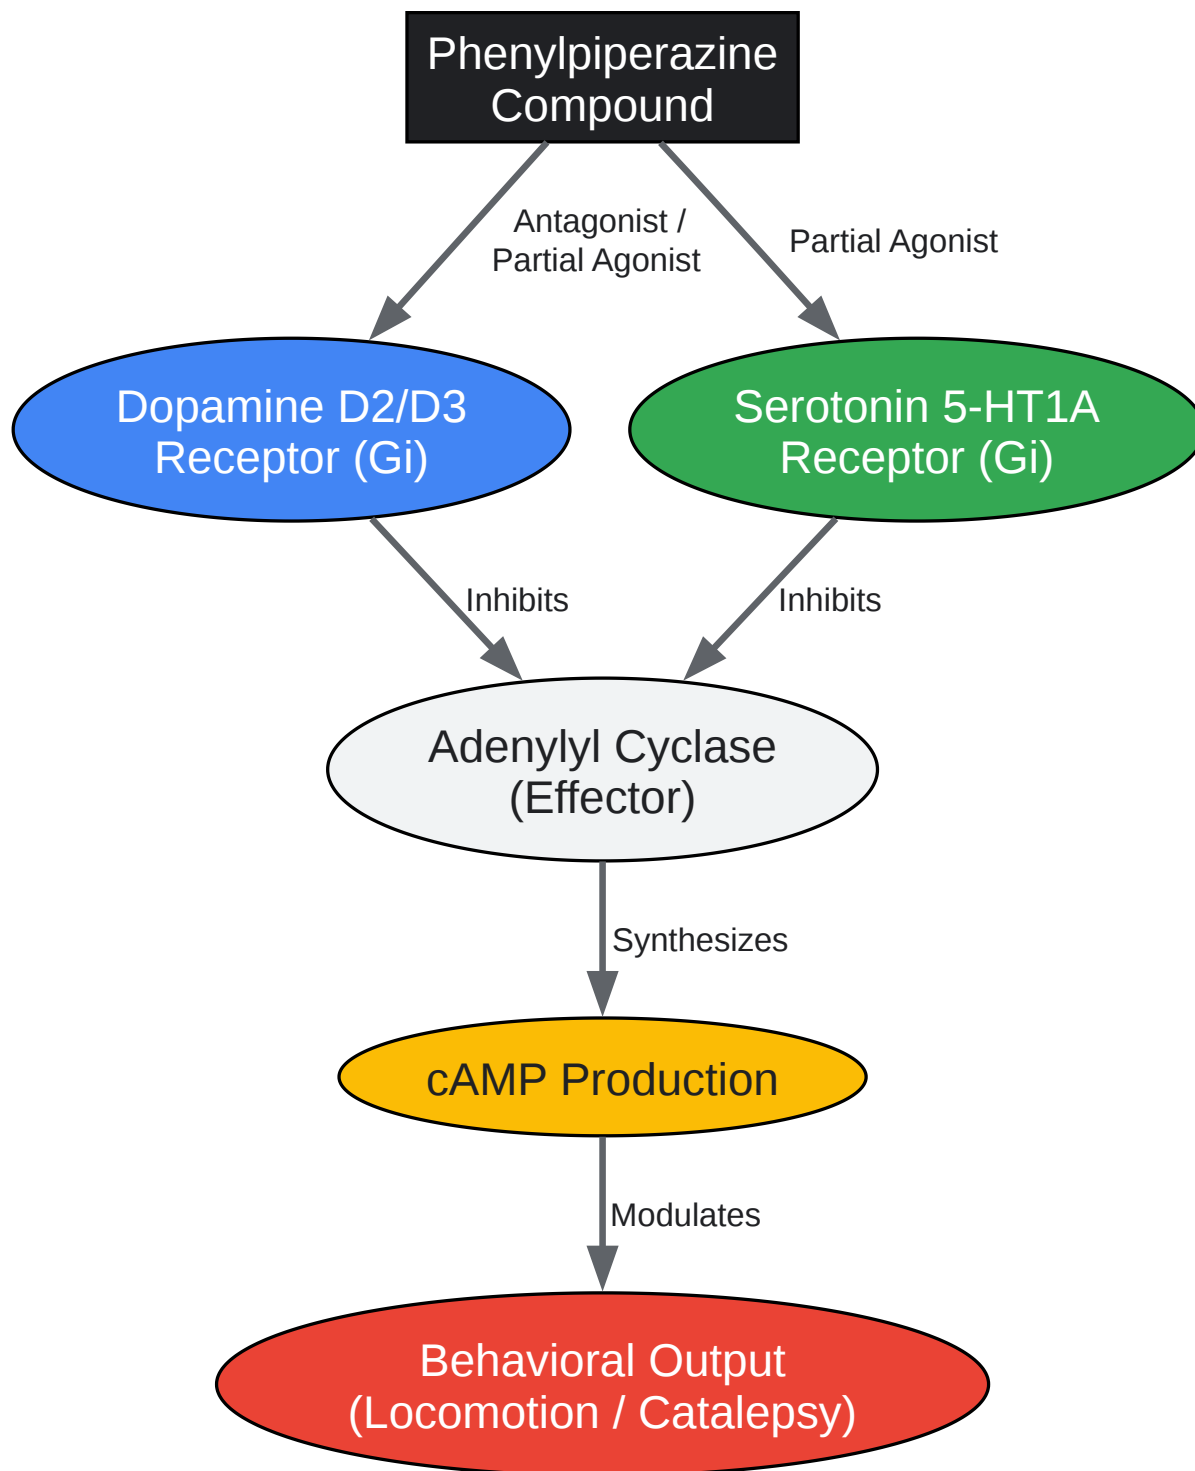 Phenylpiperazine
Compound
Antagonist /
Partial Agonist
Partial Agonist
Dopamine D2/D3
Receptor (Gi)
Serotonin 5-HT1A
Receptor (Gi)
Inhibits
Inhibits
Adenylyl Cyclase
(Effector)
Synthesizes
cAMP Production
Modulates
Behavioral Output
(Locomotion / Catalepsy)